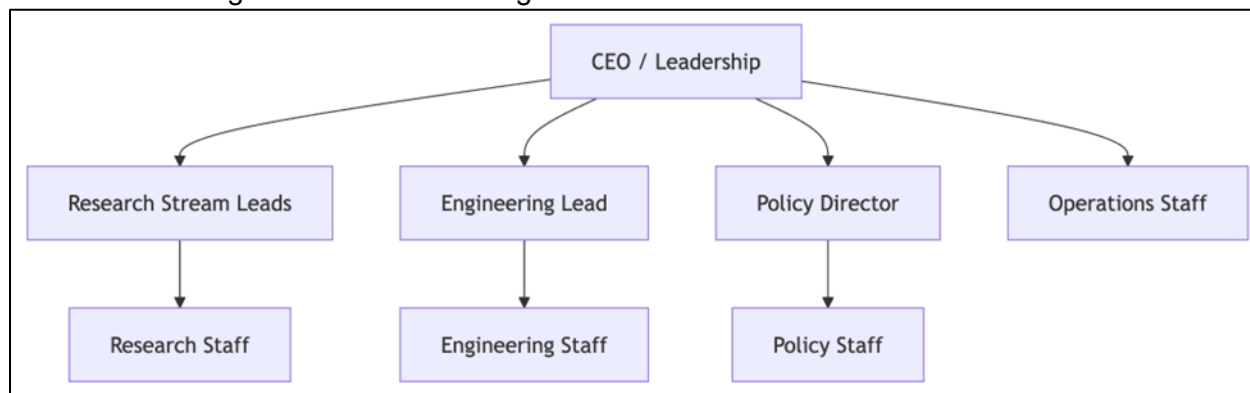 CEO / Leadership
Research Stream Leads
Engineering Lead
Policy Director
Operations Staff
Research Staff
Engineering Staff
Policy Staff